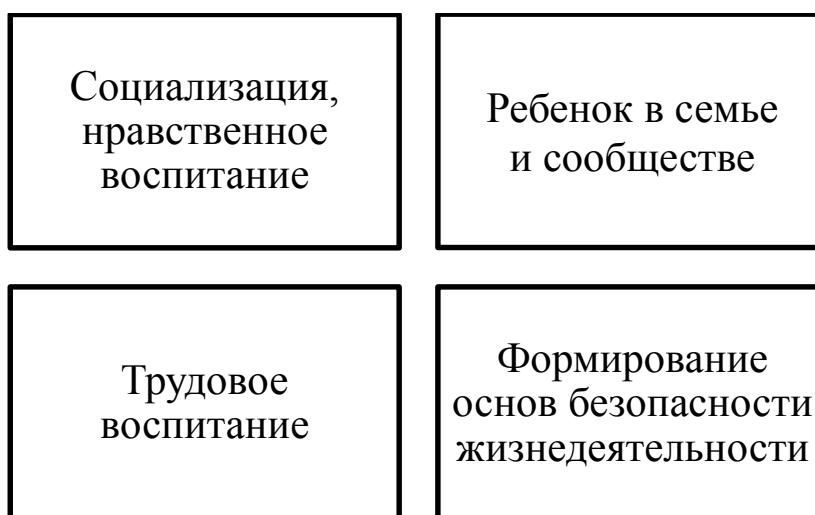 Социализация,
нравственное
воспитание
Ребенок в семье
и сообществе
Трудовое
воспитание
Формирование
основ безопасности
жизнедеятельности